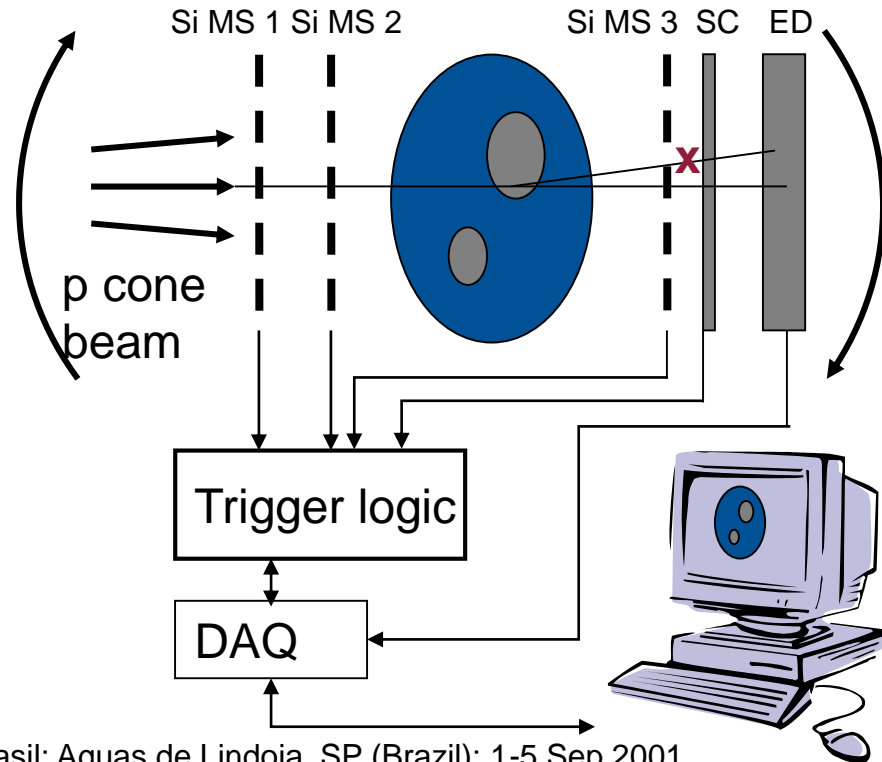 Si MS 1 Si MS 2 Si MS 3 SC ED
x
p cone
beam
Trigger logic
DAQ
asil; Aguas de Lindoia, SP (Brazil); 1-5 Sep 2001